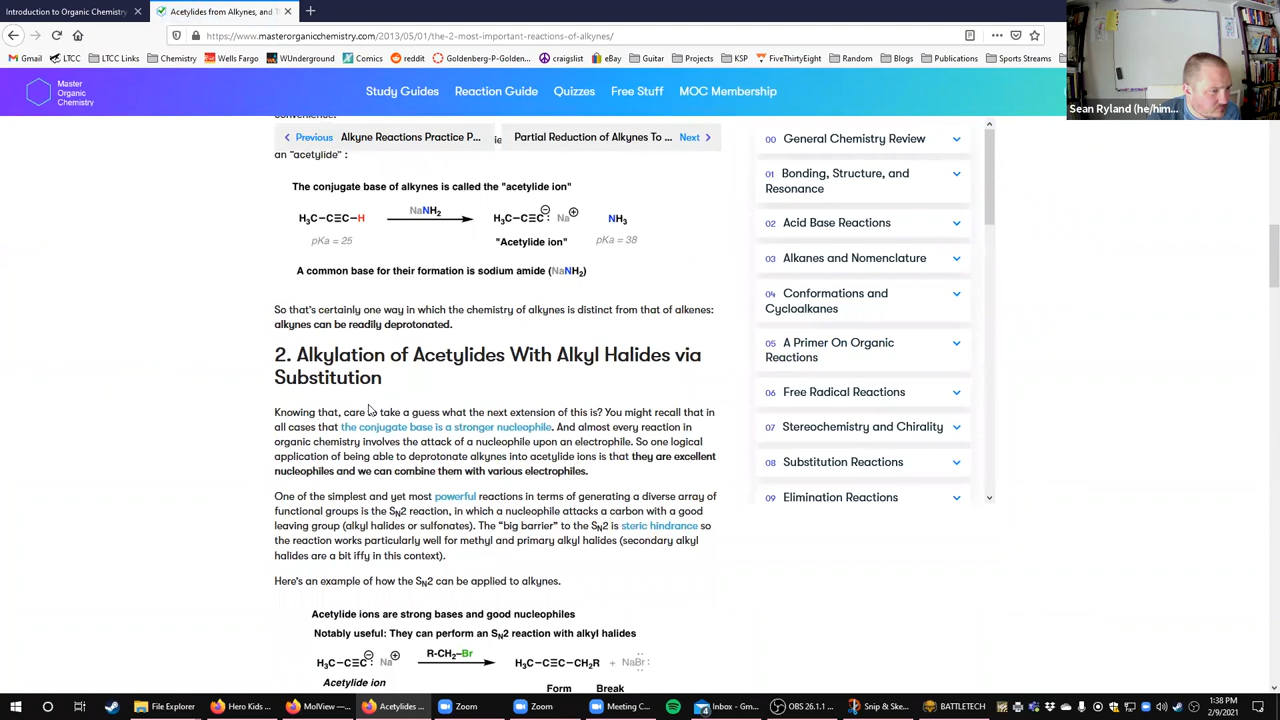 Introduction to Organic Chemistry
Acetylides from Alkynes, and T
https://www.masterorganicchemistry.com/2013/05/01/the-2-most-important-reactions-of-alkynes/
Gmail LTCC LTCC Links Chemistry Wells Fargo WUnderground Comics reddit Goldenberg-P-Golden... craigslist eBay Guitar Projects KSP FiveThirtyEight Random Blogs Publications Sports Streams
Sean Ryland (he/him...
Master
Organic
Chemistry
Study Guides Reaction Guide Quizzes Free Stuff MOC Membership
Previous Alkyne Reactions Practice P... Partial Reduction of Alkynes To ... Next
an "acetylide" :
The conjugate base of alkynes is called the "acetylide ion"
H₃C–C≡C–H NaNH₂ H₃C–C≡C:⊖ Na⊕ NH₃
pKa = 25 "Acetylide ion" pKa = 38
A common base for their formation is sodium amide (NaNH₂)
So that's certainly one way in which the chemistry of alkynes is distinct from that of alkenes:
alkynes can be readily deprotonated.
2. Alkylation of Acetylides With Alkyl Halides via
Substitution
Knowing that, care to take a guess what the next extension of this is? You might recall that in
all cases that the conjugate base is a stronger nucleophile. And almost every reaction in
organic chemistry involves the attack of a nucleophile upon an electrophile. So one logical
application of being able to deprotonate alkynes into acetylide ions is that they are excellent
nucleophiles and we can combine them with various electrophiles.
One of the simplest and yet most powerful reactions in terms of generating a diverse array of
functional groups is the SN2 reaction, in which a nucleophile attacks a carbon with a good
leaving group (alkyl halides or sulfonates). The "big barrier" to the SN2 is steric hindrance so
the reaction works particularly well for methyl and primary alkyl halides (secondary alkyl
halides are a bit iffy in this context).
Here's an example of how the SN2 can be applied to alkynes.
Acetylide ions are strong bases and good nucleophiles
Notably useful: They can perform an SN2 reaction with alkyl halides
H₃C–C≡C:⊖ Na⊕ R-CH₂–Br H₃C–C≡C–CH₂R + NaBr:
Acetylide ion
Form Break
00 General Chemistry Review
01 Bonding, Structure, and
Resonance
02 Acid Base Reactions
03 Alkanes and Nomenclature
04 Conformations and
Cycloalkanes
05 A Primer On Organic
Reactions
06 Free Radical Reactions
07 Stereochemistry and Chirality
08 Substitution Reactions
09 Elimination Reactions
File Explorer Hero Kids ... MolView —... Acetylides ... Zoom Zoom Meeting C... Inbox - Gm... OBS 26.1.1 ... Snip & Ske... BATTLETECH
1:38 PM
2/9/2021